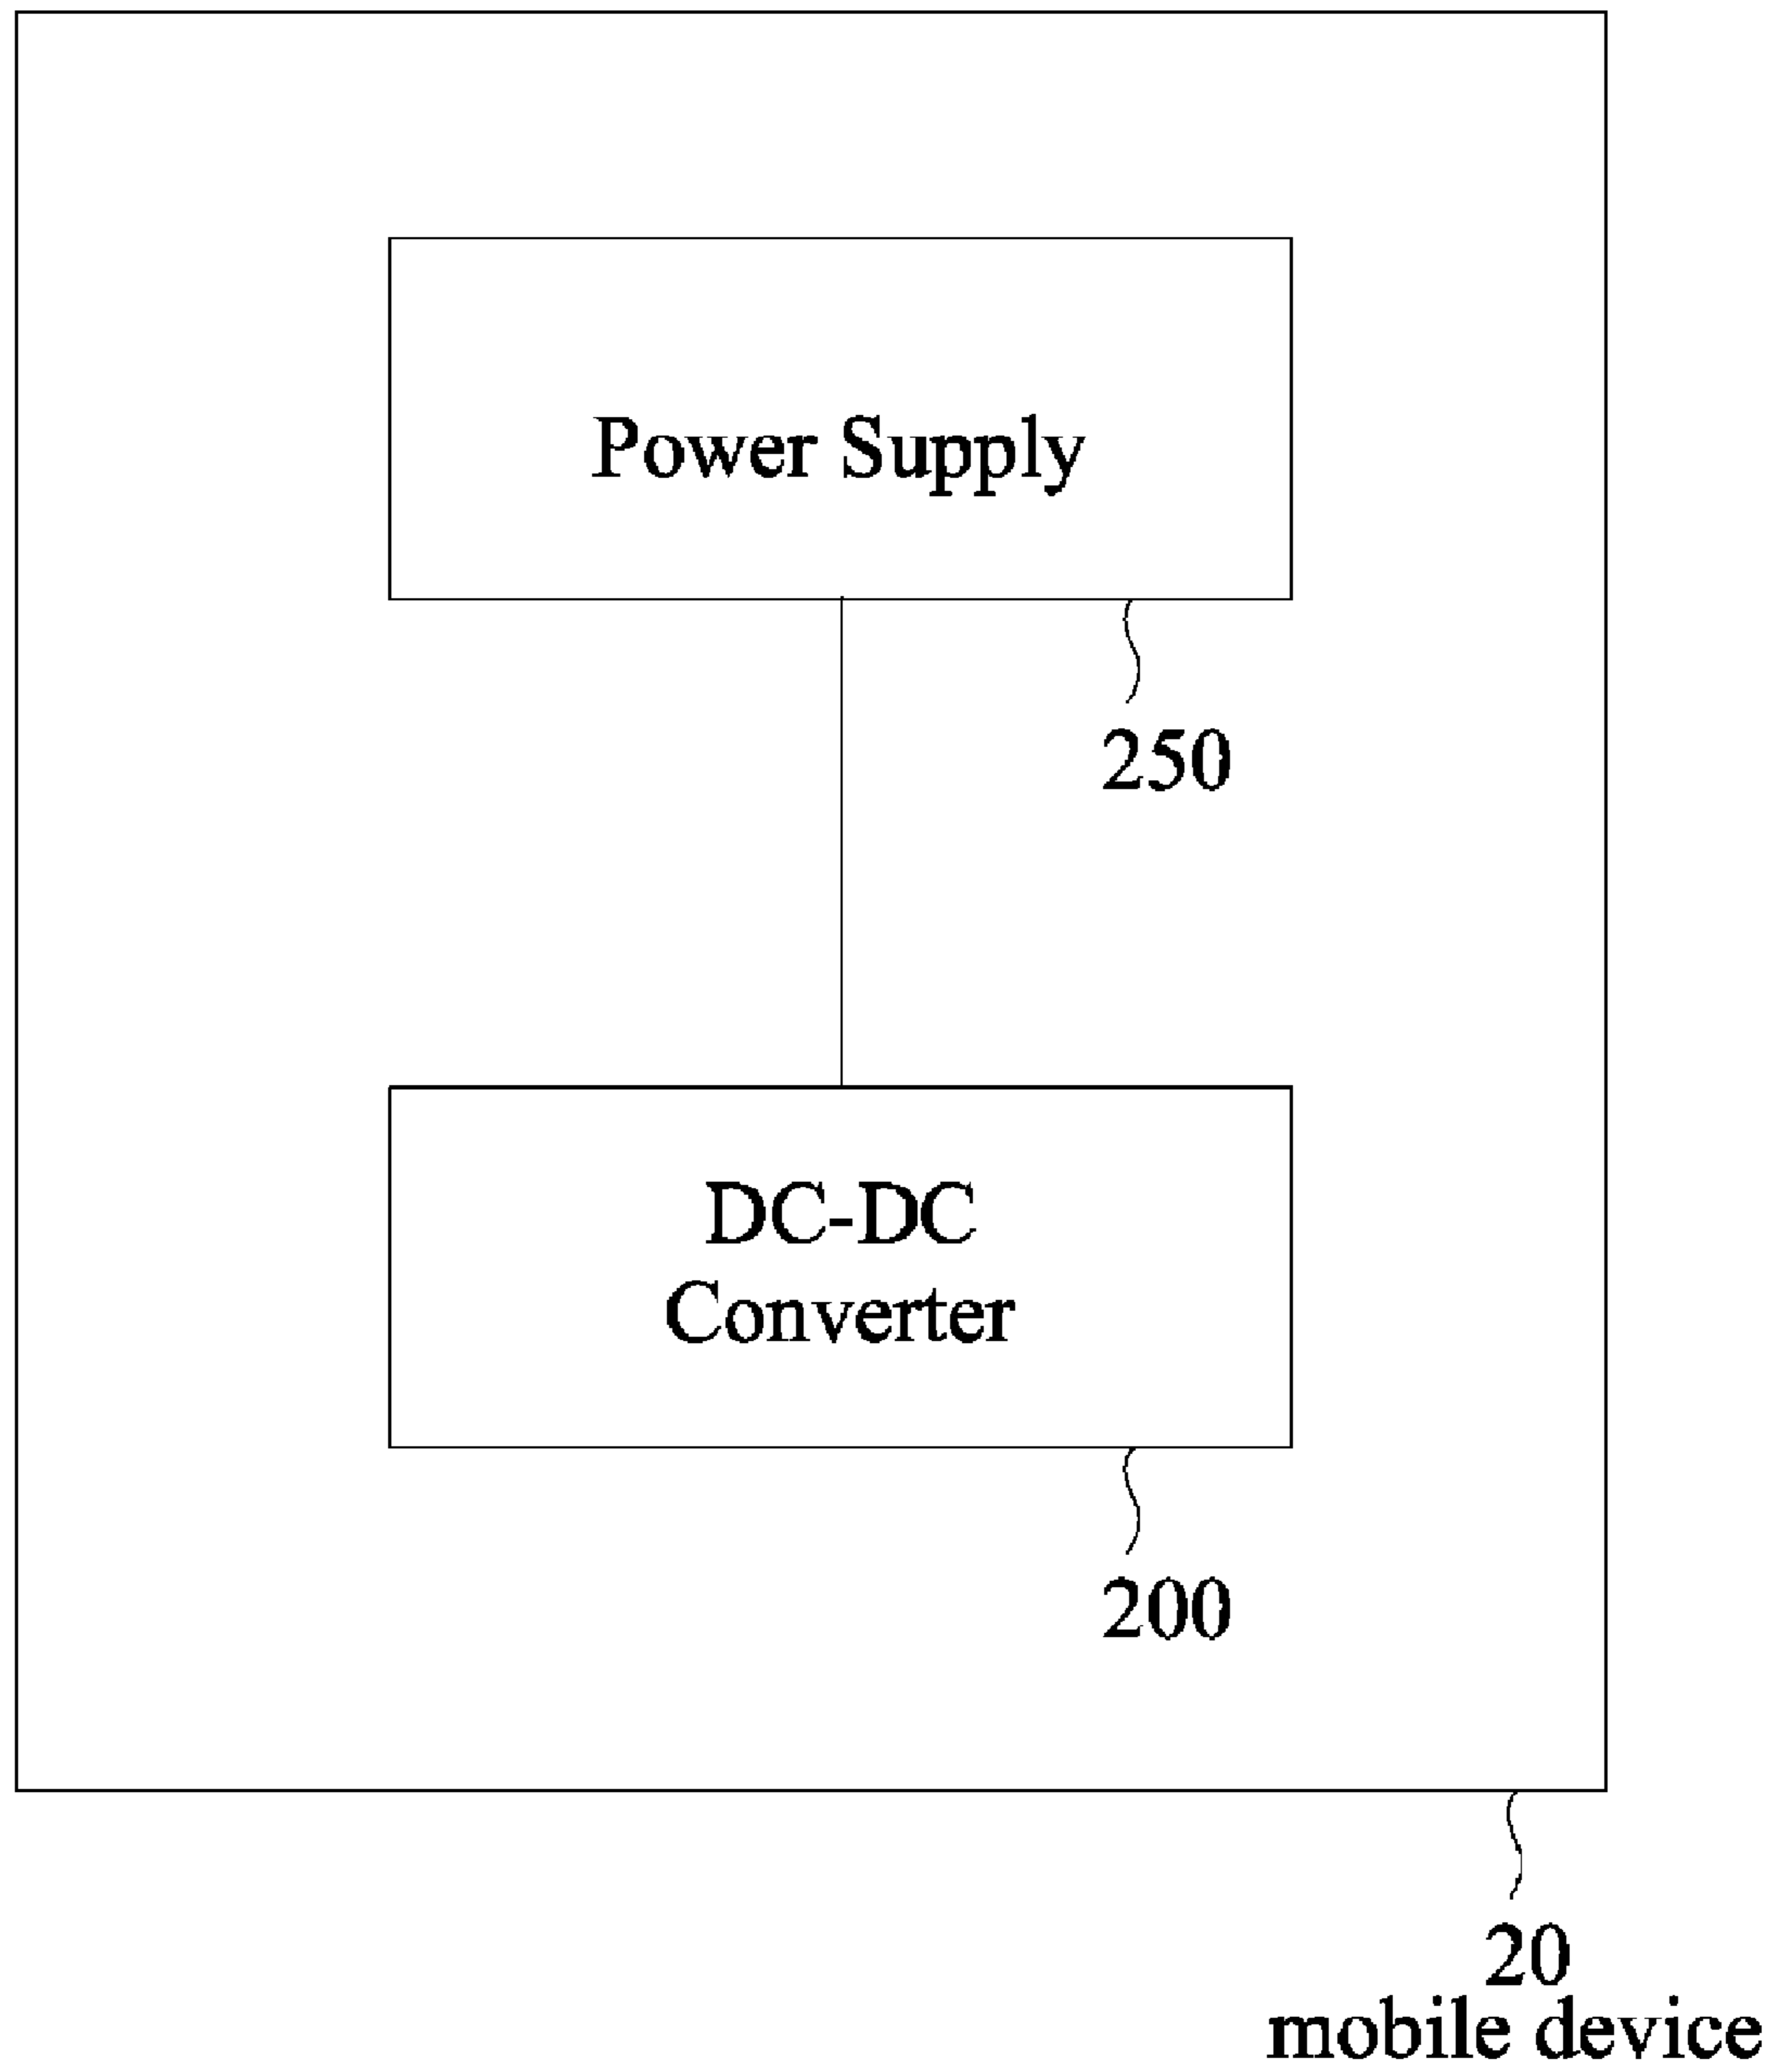 Power Supply
250
DC-DC
Converter
200
20
mobile device